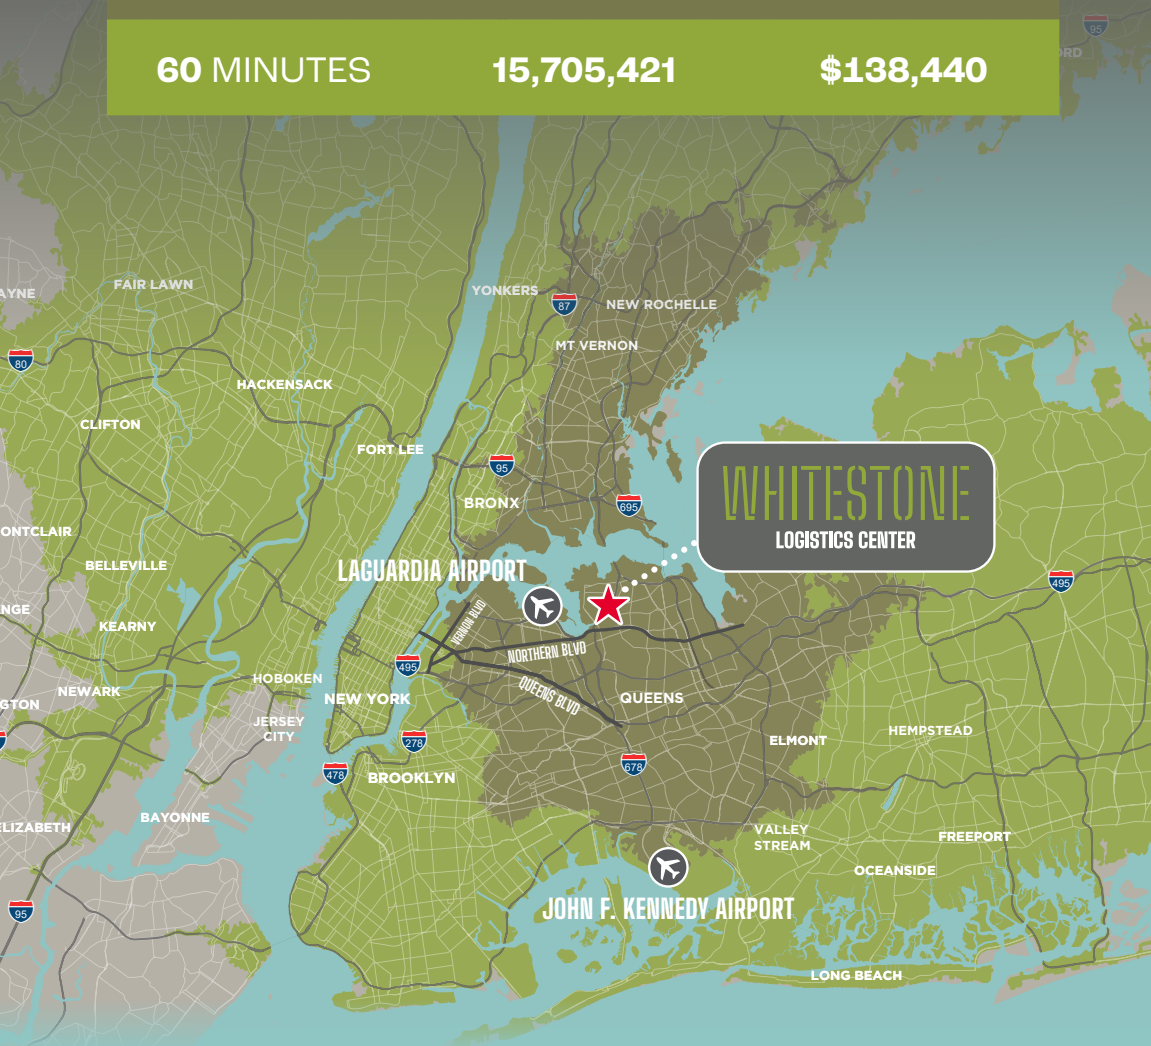 60 MINUTES 15,705,421 $138,440
95
FAIR LAWN
YONKERS
87
NEW ROCHELLE
MT VERNON
80
HACKENSACK
CLIFTON
FORT LEE
95
BRONX
695
WHITESTONE
LOGISTICS CENTER
ONTCLAIR
BELLEVILLE
LAGUARDIA AIRPORT
495
NGE
KEARNY
VERNON BLVD
NORTHERN BLVD
495
HOBOKEN
NEWARK
GTON
NEW YORK
QUEENS BLVD
QUEENS
JERSEY
CITY
278
ELMONT
HEMPSTEAD
478
BROOKLYN
678
BAYONNE
ELIZABETH
VALLEY
STREAM
FREEPORT
OCEANSIDE
95
JOHN F. KENNEDY AIRPORT
LONG BEACH
AYNE
RD